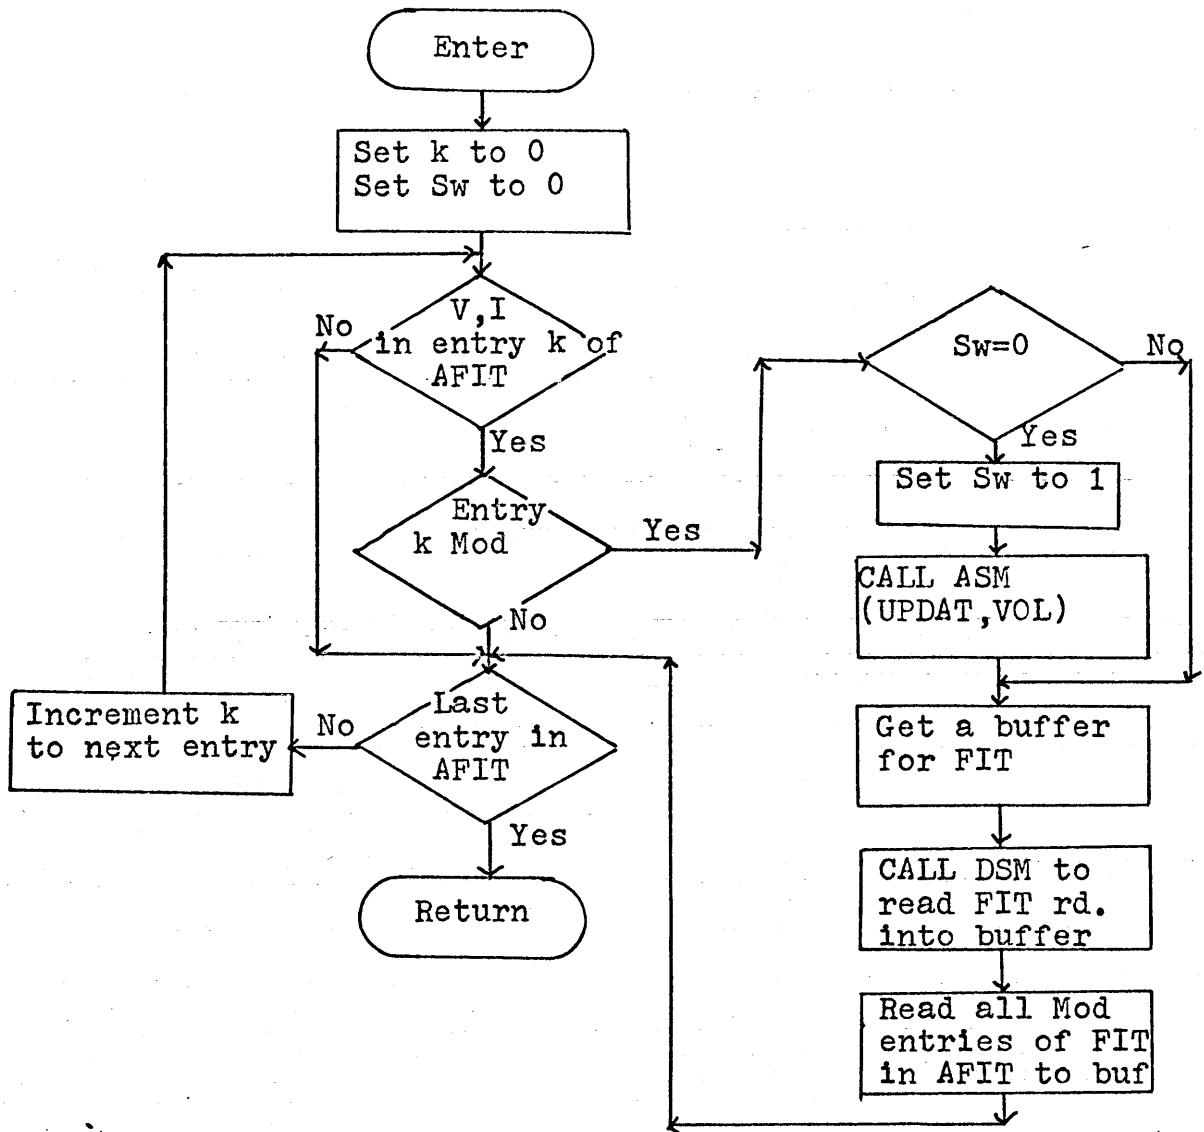 Enter
Set k to 0
Set Sw to 0
V,I
in entry k of
AFIT
No
Yes
Entry
k Mod
Yes
No
Last
entry in
AFIT
No
Increment k
to next entry
Yes
Return
Sw=0
No
Yes
Set Sw to 1
CALL ASM
(UPDAT,VOL)
Get a buffer
for FIT
CALL DSM to
read FIT rd.
into buffer
Read all Mod
entries of FIT
in AFIT to buf